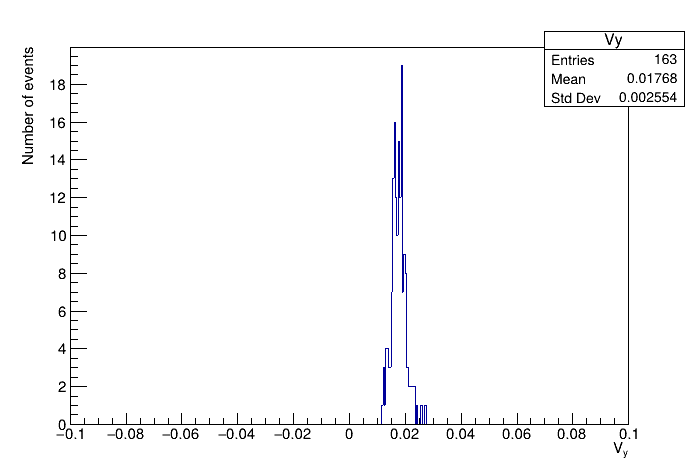 Vy
Entries 163
Mean 0.01768
Std Dev 0.002554
Number of events
18
16
14
12
10
8
6
4
2
0
−0.1 −0.08 −0.06 −0.04 −0.02 0 0.02 0.04 0.06 0.08 0.1
Vy